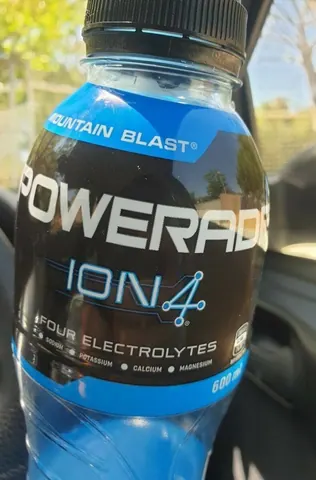 MOUNTAIN BLAST®
POWERADE
ION4®
FOUR ELECTROLYTES
• SODIUM • POTASSIUM • CALCIUM • MAGNESIUM
600 ml